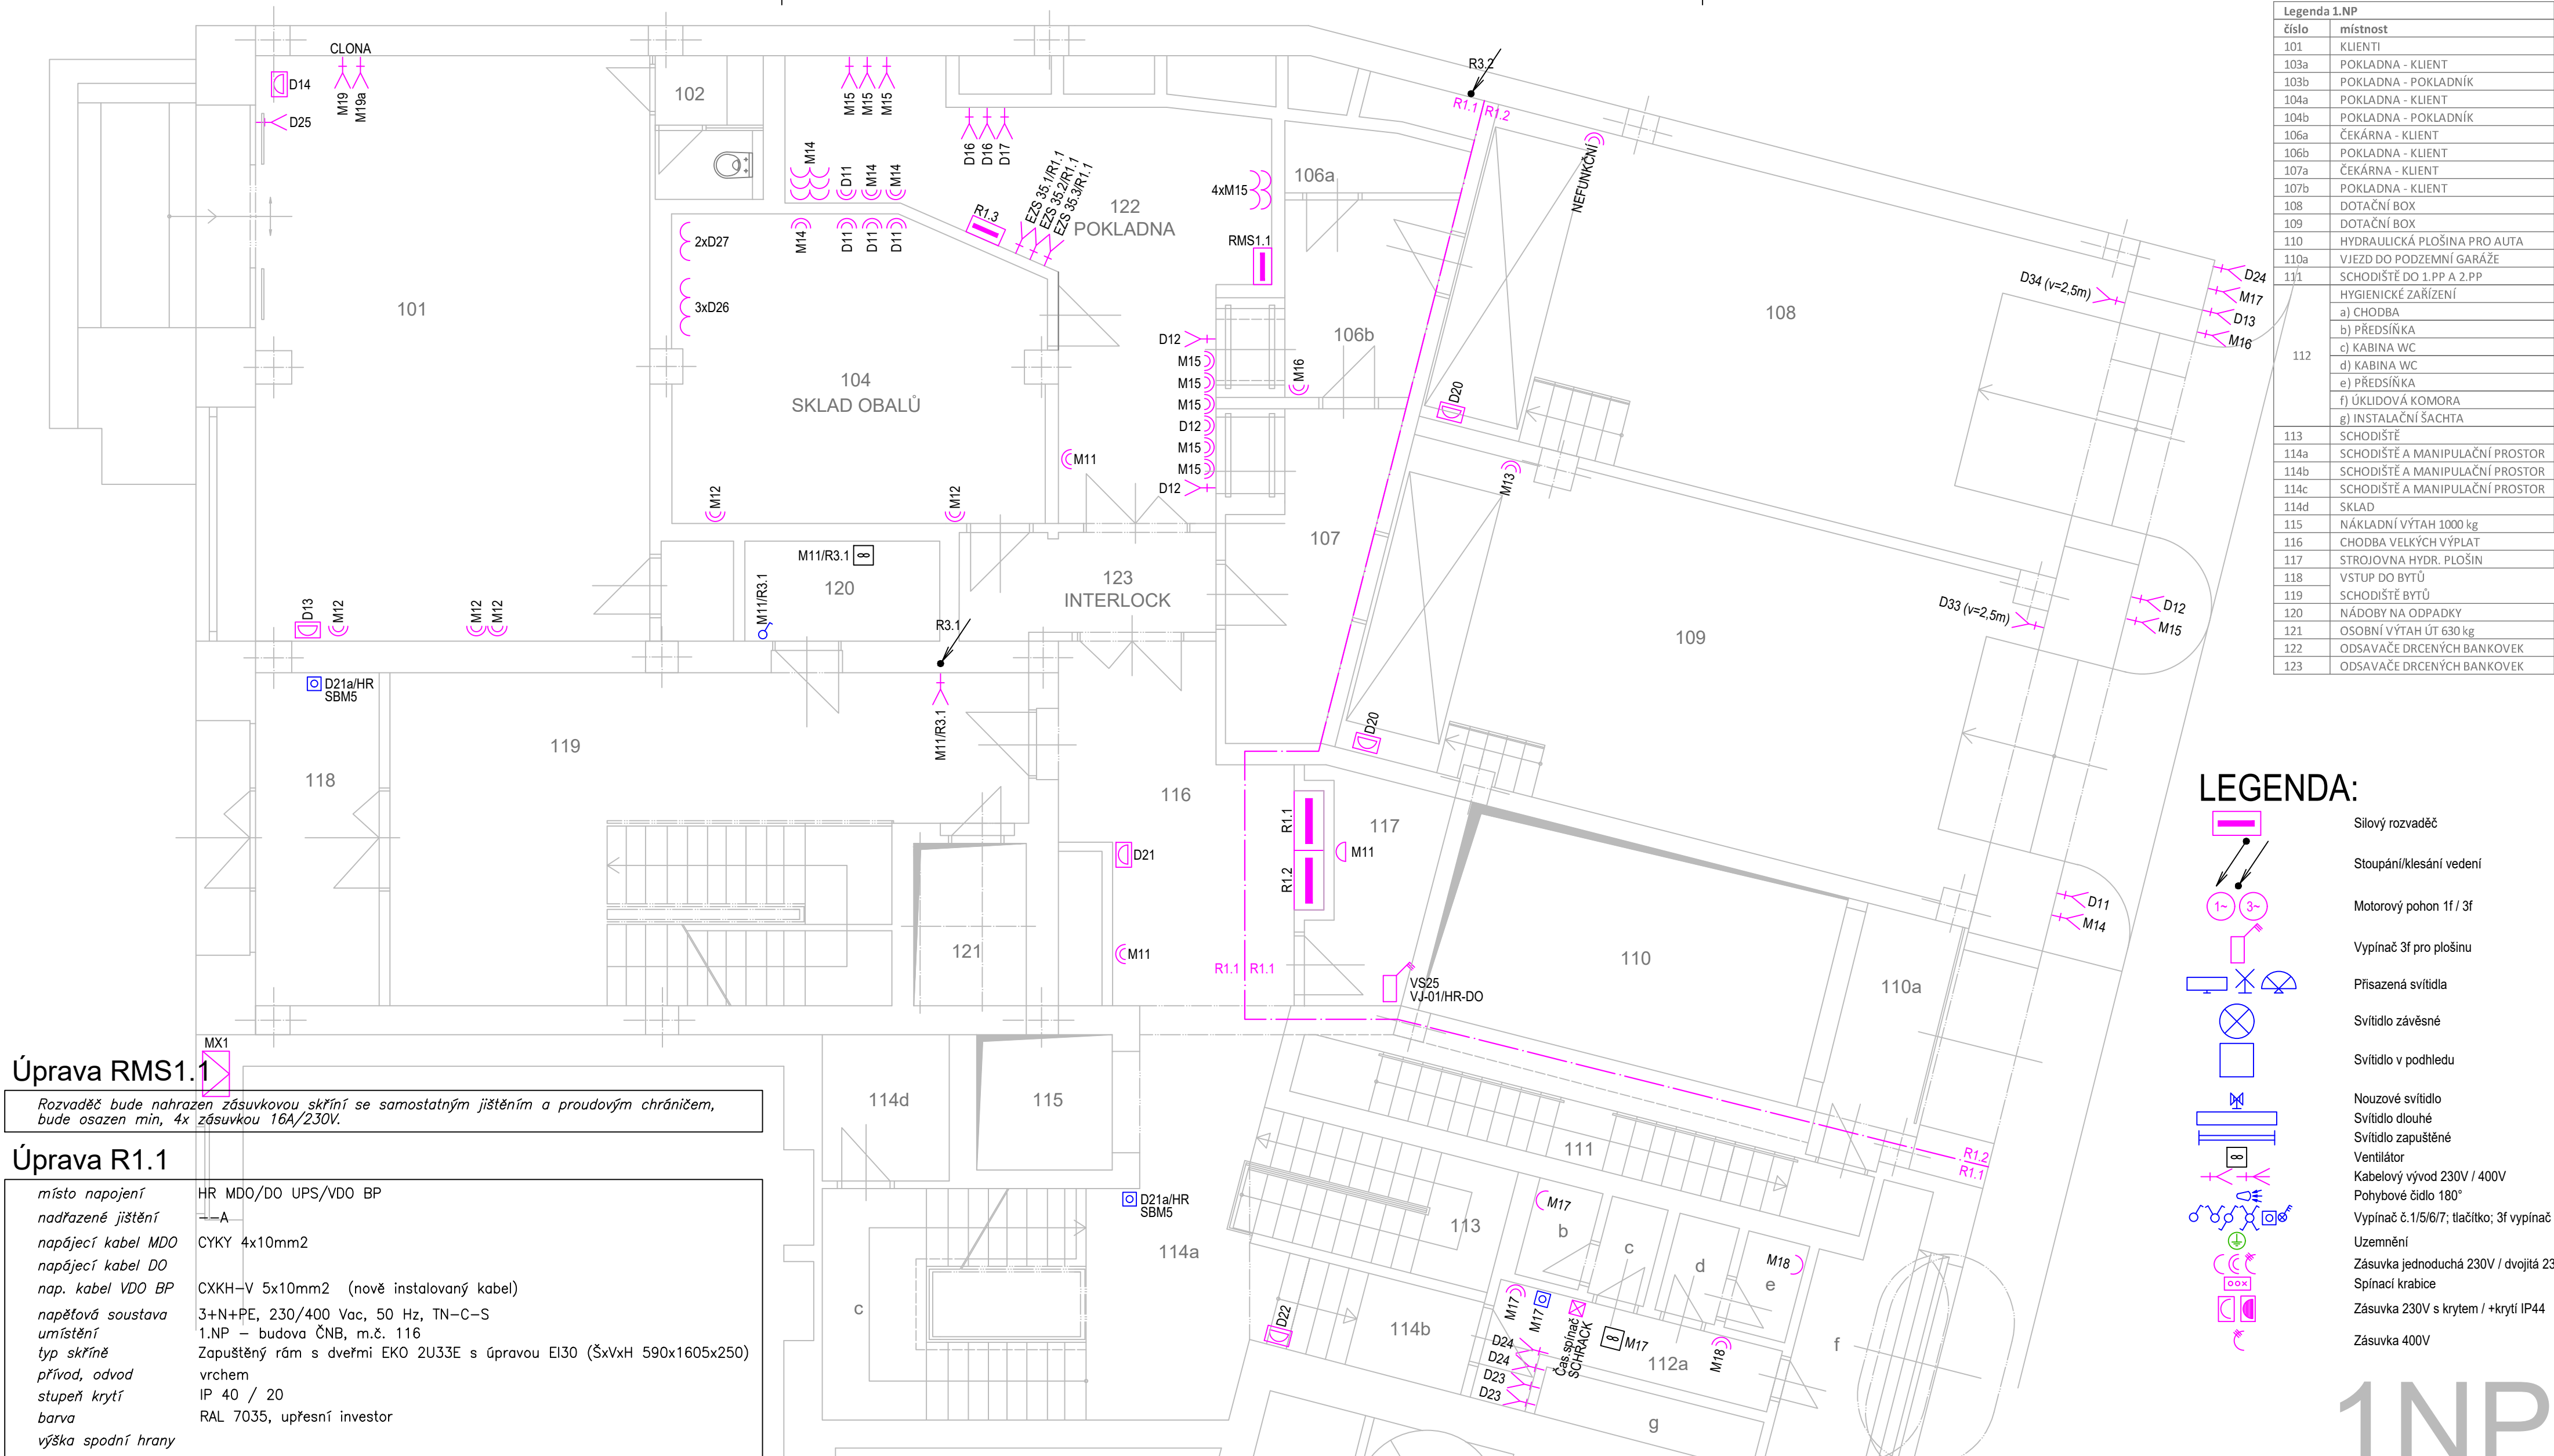 Legenda 1.NP
číslo místnost
101 KLIENTI
103a POKLADNA - KLIENT
103b POKLADNA - POKLADNÍK
104a POKLADNA - KLIENT
104b POKLADNA - POKLADNÍK
106a ČEKÁRNA - KLIENT
106b POKLADNA - KLIENT
107a ČEKÁRNA - KLIENT
107b POKLADNA - KLIENT
108 DOTAČNÍ BOX
109 DOTAČNÍ BOX
110 HYDRAULICKÁ PLOŠINA PRO AUTA
110a VJEZD DO PODZEMNÍ GARÁŽE
111 SCHODIŠTĚ DO 1.PP A 2.PP
112 HYGIENICKÉ ZAŘÍZENÍ
a) CHODBA
b) PŘEDSÍŇKA
c) KABINA WC
d) KABINA WC
e) PŘEDSÍŇKA
f) ÚKLIDOVÁ KOMORA
g) INSTALAČNÍ ŠACHTA
113 SCHODIŠTĚ
114a SCHODIŠTĚ A MANIPULAČNÍ PROSTOR
114b SCHODIŠTĚ A MANIPULAČNÍ PROSTOR
114c SCHODIŠTĚ A MANIPULAČNÍ PROSTOR
114d SKLAD
115 NÁKLADNÍ VÝTAH 1000 kg
116 CHODBA VELKÝCH VÝPLAT
117 STROJOVNA HYDR. PLOŠIN
118 VSTUP DO BYTŮ
119 SCHODIŠTĚ BYTŮ
120 NÁDOBY NA ODPADKY
121 OSOBNÍ VÝTAH ÚT 630 kg
122 ODSAVAČE DRCENÝCH BANKOVEK
123 ODSAVAČE DRCENÝCH BANKOVEK
CLONA
D14
M19
M19a
D25
102
M15
M15
M15
D16
D16
D17
R3.2
R1.1
R1.2
NEFUNKČNÍ
M14
D11
M14
M14
EZS 35.1/R1.1
EZS 35.2/R1.1
EZS 35.3/R1.1
4xM15
106a
122
POKLADNA
R1.3
M14
D11
D11
D11
2xD27
RMS1.1
3xD26
101
D24
M17
D34 (v=2,5m)
D13
M16
108
106b
D12
M15
M15
M15
D12
M15
M15
D12
M16
104
SKLAD OBALŮ
D20
M11
M13
M12
M12
107
M11/R3.1
120
M11/R3.1
123
INTERLOCK
R3.1
D13
M12
M12
M12
D33 (v=2,5m)
D12
M15
109
D21a/HR
SBM5
M11/R3.1
119
118
D20
116
R1.1
R1.2
117
M11
D21
M11
121
R1.1
R1.1
VS25
VJ-01/HR-DO
110
110a
D11
M14
LEGENDA:
Silový rozvaděč
Stoupání/klesání vedení
1~ 3~ Motorový pohon 1f / 3f
Vypínač 3f pro plošinu
Přisazená svítidla
Svítidlo závěsné
Svítidlo v podhledu
Nouzové svítidlo
Svítidlo dlouhé
Svítidlo zapuštěné
Ventilátor
Kabelový vývod 230V / 400V
Pohybové čidlo 180°
Vypínač č.1/5/6/7; tlačítko; 3f vypínač
Uzemnění
Zásuvka jednoduchá 230V / dvojitá 23
Spínací krabice
Zásuvka 230V s krytem / +krytí IP44
Zásuvka 400V
MX1
Úprava RMS1.1
Rozvaděč bude nahrazen zásuvkovou skříní se samostatným jištěním a proudovým chráničem,
bude osazen min, 4x zásuvkou 16A/230V.
Úprava R1.1
místo napojení HR MDO/DO UPS/VDO BP
nadřazené jištění --A
napájecí kabel MDO CYKY 4x10mm2
napájecí kabel DO
nap. kabel VDO BP CXKH-V 5x10mm2 (nově instalovaný kabel)
napěťová soustava 3+N+PE, 230/400 Vac, 50 Hz, TN-C-S
umístění 1.NP - budova ČNB, m.č. 116
typ skříně Zapuštěný rám s dveřmi EKO 2U33E s úpravou EI30 (ŠxVxH 590x1605x250)
přívod, odvod vrchem
stupeň krytí IP 40 / 20
barva RAL 7035, upřesní investor
výška spodní hrany
114d
115
111
R1.2
R1.1
D21a/HR
SBM5
114a
c
113
M17
b
c
d
e
M18
f
D22
114b
M17
M17
Čas.spínač
SCHRACK
M17
M18
112a
D24
D24
D23
D23
g
1NP